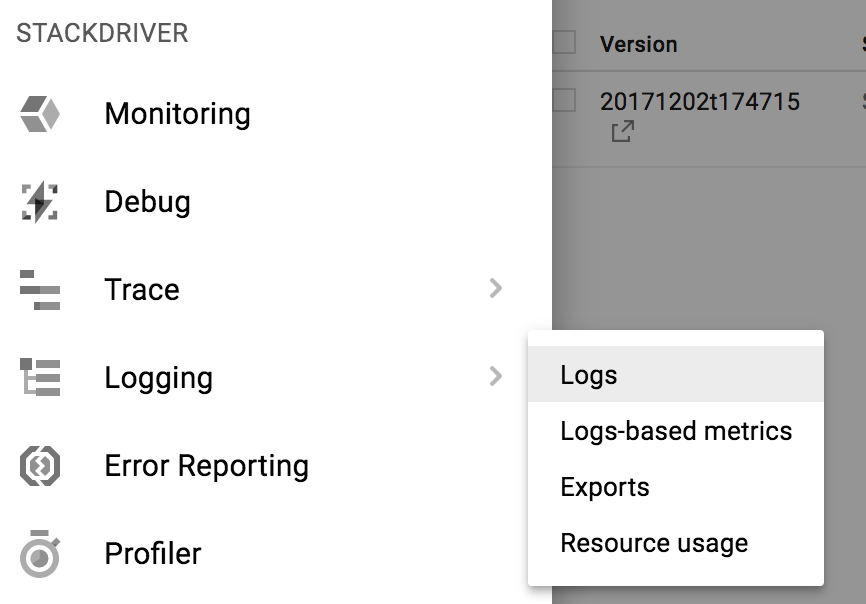 STACKDRIVER
Monitoring
Debug
Trace
Logging
Error Reporting
Profiler
Version
20171202t174715
Logs
Logs-based metrics
Exports
Resource usage